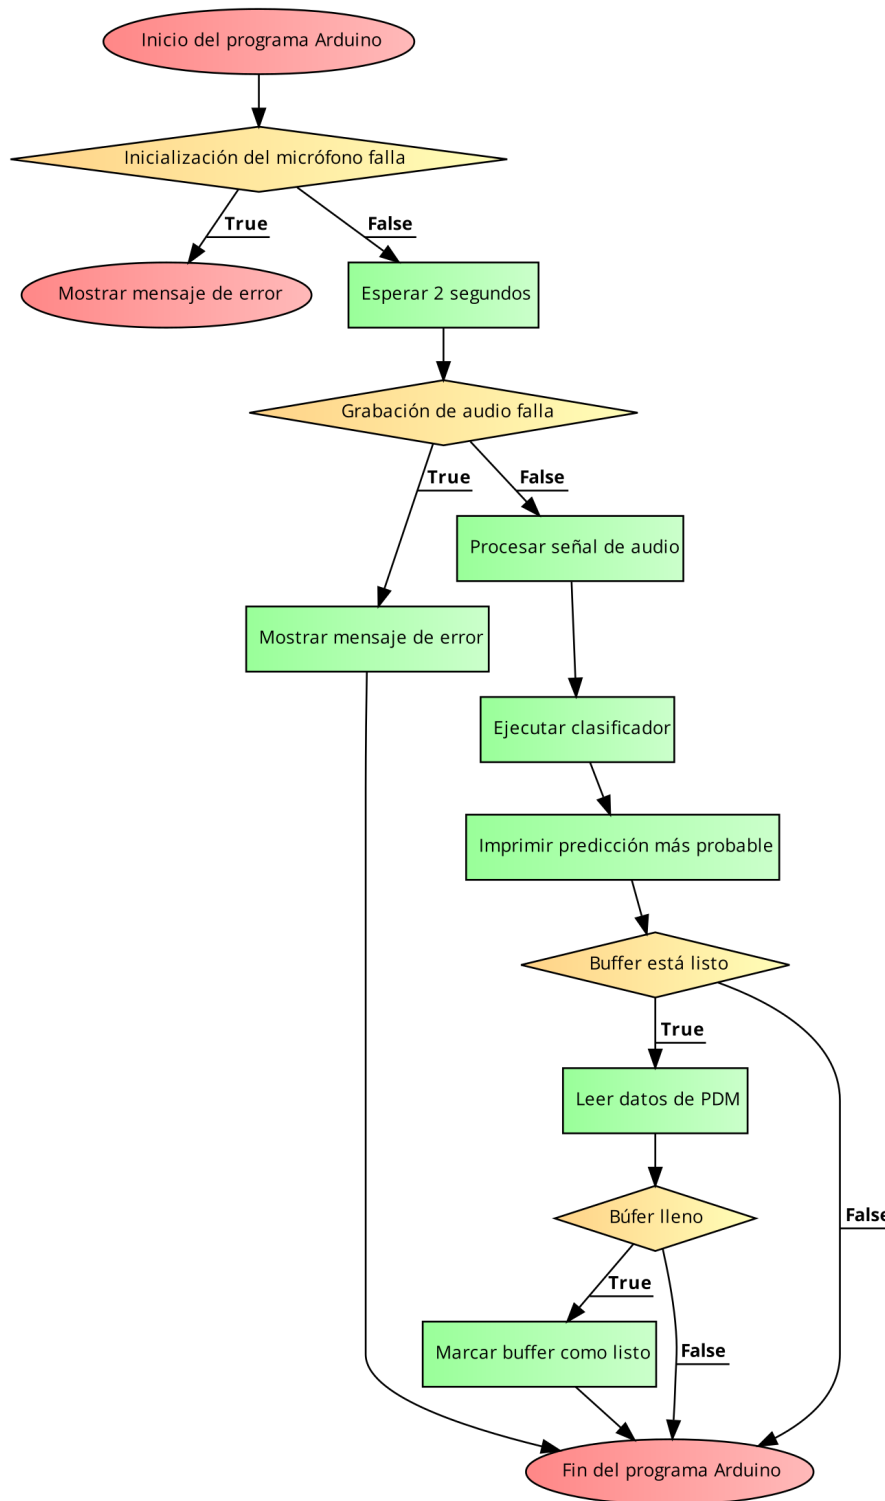 Inicio del programa Arduino
Inicialización del micrófono falla
True
False
Mostrar mensaje de error
Esperar 2 segundos
Grabación de audio falla
True
False
Procesar señal de audio
Mostrar mensaje de error
Ejecutar clasificador
Imprimir predicción más probable
Buffer está listo
True
Leer datos de PDM
Búfer lleno
False
True
Marcar buffer como listo
False
Fin del programa Arduino